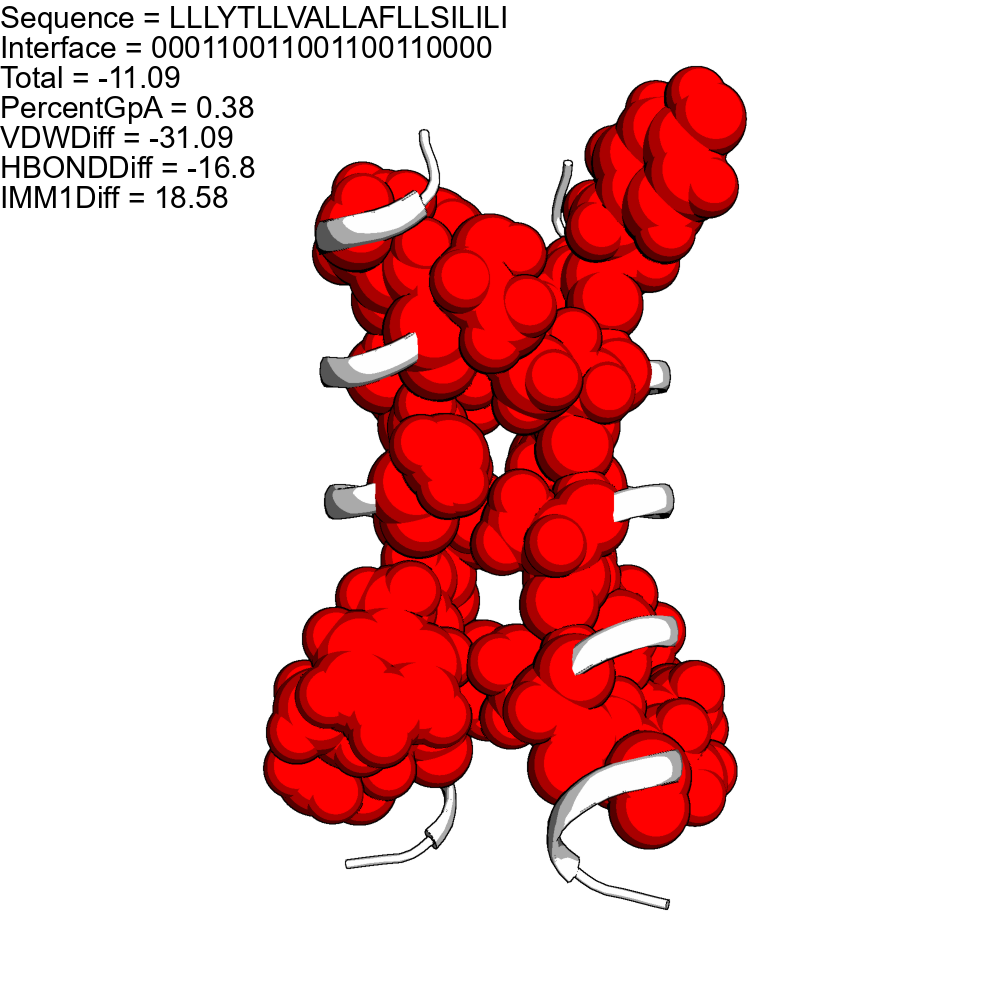 Sequence = LLLYTLLVALLAFLLSILILI
Interface = 000110011001100110000
Total = -11.09
PercentGpA = 0.38
VDWDiff = -31.09
HBONDDiff = -16.8
IMM1Diff = 18.58